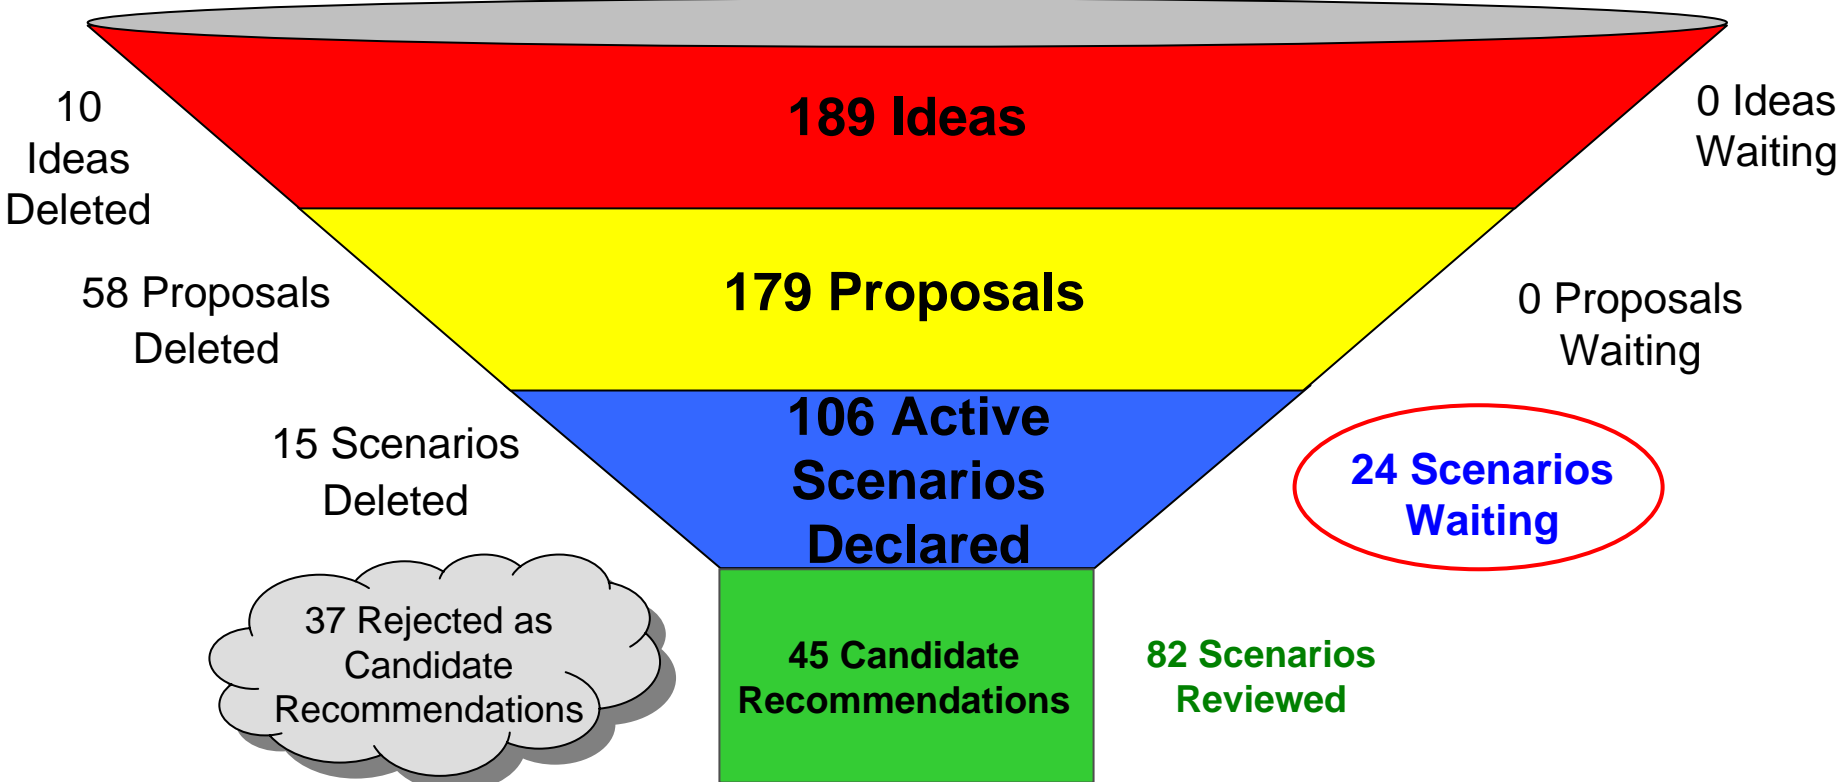 189 Ideas
10
Ideas
Deleted
0 Ideas
Waiting
179 Proposals
58 Proposals
Deleted
0 Proposals
Waiting
106 Active
Scenarios
Declared
15 Scenarios
Deleted
24 Scenarios
Waiting
37 Rejected as
Candidate
Recommendations
45 Candidate
Recommendations
82 Scenarios
Reviewed